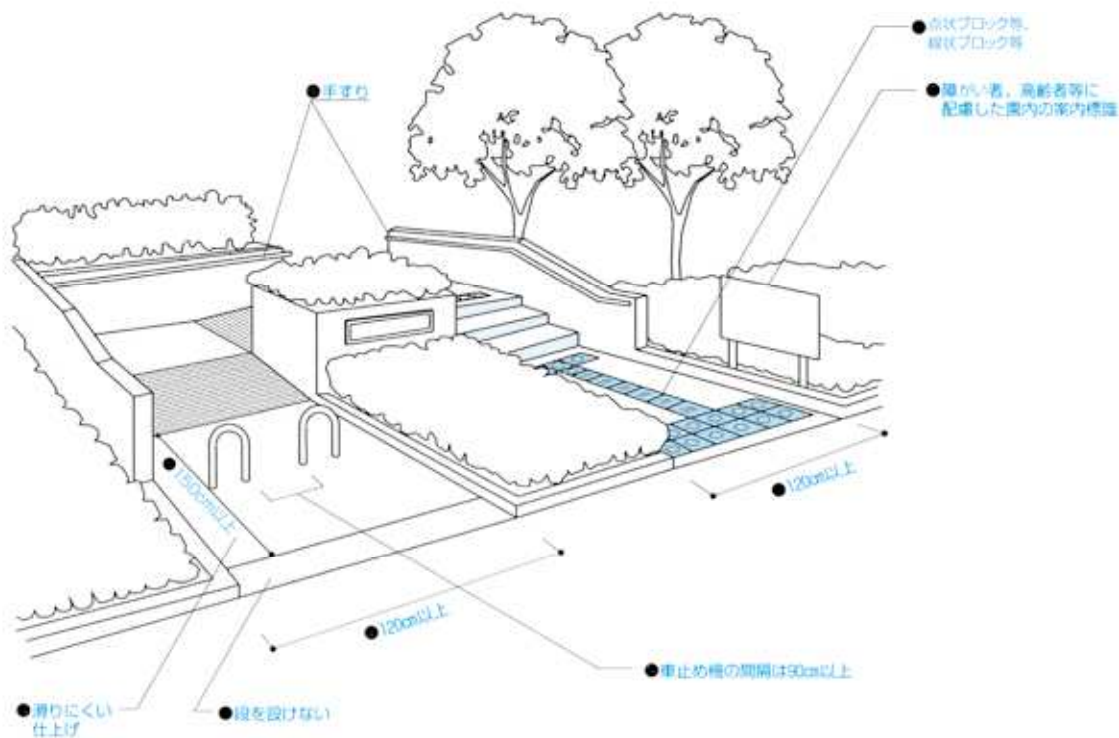 ●点状ブロック等、
線状ブロック等
●手すり
●障がい者、高齢者等に
配慮した園内の案内標識
●150cm以上
●120cm以上
●120cm以上
●車止め柵の間隔は90cm以上
●滑りにくい
仕上げ
●段を設けない